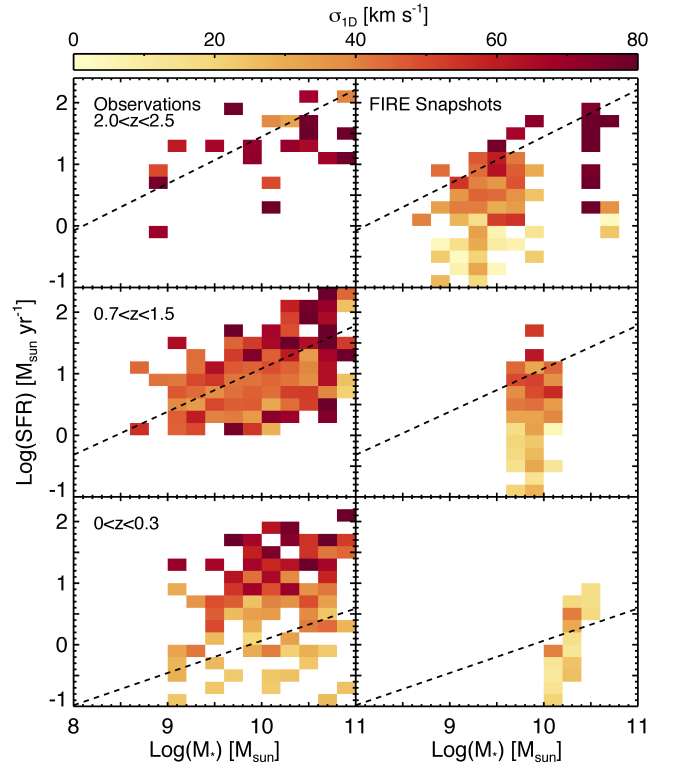 σ1D [km s-1]
0 20 40 60 80
Observations FIRE Snapshots
2.0<z<2.5
2
1
0
-1
0.7<z<1.5
2
1
0
-1
Log(SFR) [Msun yr-1]
0<z<0.3
2
1
0
-1
8 9 10 11 9 10 11
Log(M*) [Msun] Log(M*) [Msun]